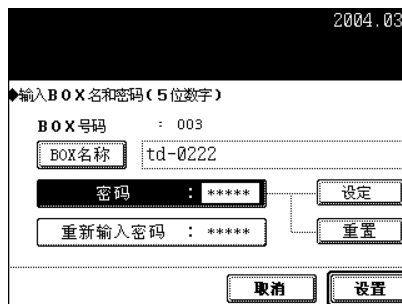 2004.03
◆输入BOX名和密码(5位数字)
BOX号码 : 003
BOX名称 td-0222
密码 : ***** 设定
重新输入密码 : ***** 重置
取消 设置